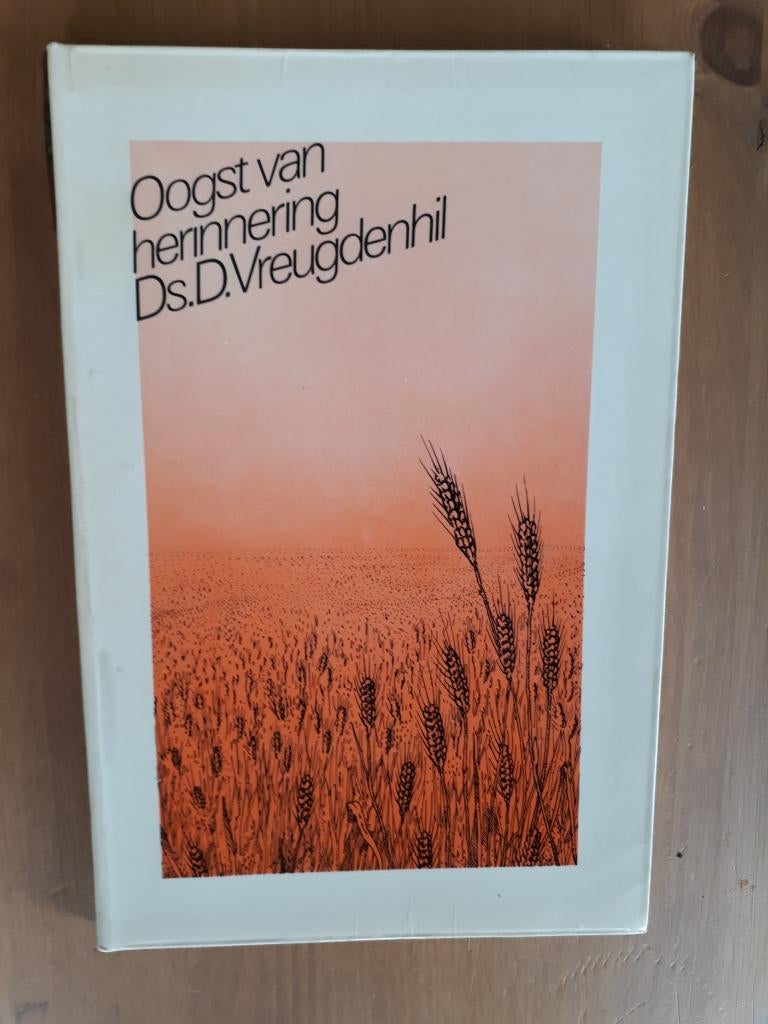 Oogst van
herinnering
Ds.D.Vreugdenhil